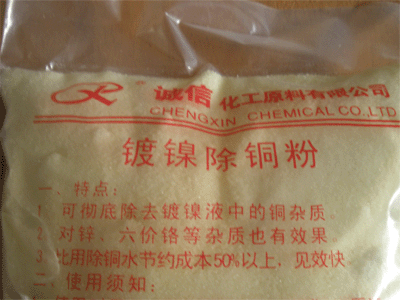 诚信化工原料有限公司
CHENGXIN CHEMICAL CO.,LTD
镀镍除铜粉
一、特点：
1 可彻底除去镀镍液中的铜杂质。
2 对锌、六价铬等杂质也有效果。
3 比用除铜水节约成本50%以上，见效快
二、使用须知：